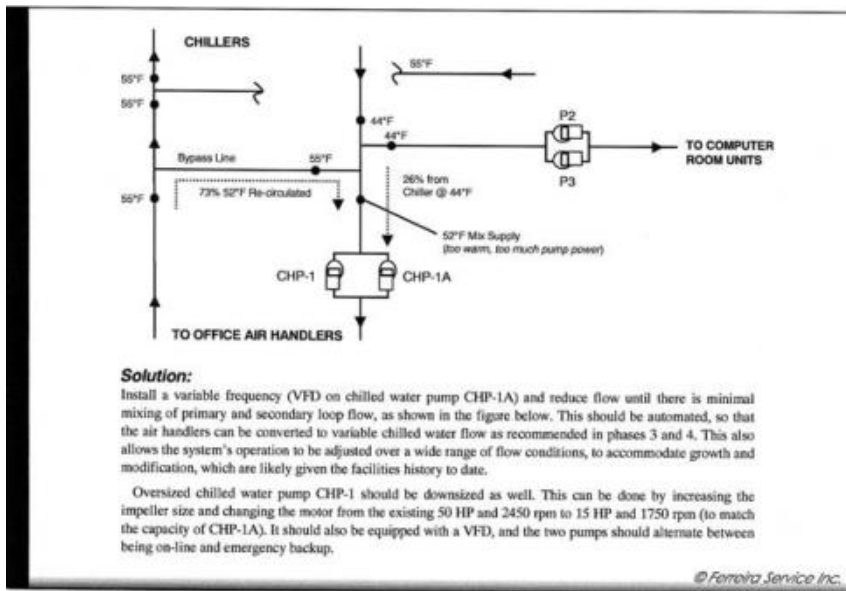 CHILLERS
55°F
55°F
55°F
44°F
44°F
P2
P3
TO COMPUTER
ROOM UNITS
Bypass Line
55°F
73% 52°F Re-circulated
26% from
Chiller @ 44°F
55°F
52°F Mix Supply
(too warm, too much pump power)
CHP-1
CHP-1A
TO OFFICE AIR HANDLERS
Solution:
Install a variable frequency (VFD on chilled water pump CHP-1A) and reduce flow until there is minimal
mixing of primary and secondary loop flow, as shown in the figure below. This should be automated, so that
the air handlers can be converted to variable chilled water flow as recommended in phases 3 and 4. This also
allows the system's operation to be adjusted over a wide range of flow conditions, to accommodate growth and
modification, which are likely given the facilities history to date.
Oversized chilled water pump CHP-1 should be downsized as well. This can be done by increasing the
impeller size and changing the motor from the existing 50 HP and 2450 rpm to 15 HP and 1750 rpm (to match
the capacity of CHP-1A). It should also be equipped with a VFD, and the two pumps should alternate between
being on-line and emergency backup.
© Ferreira Service Inc.